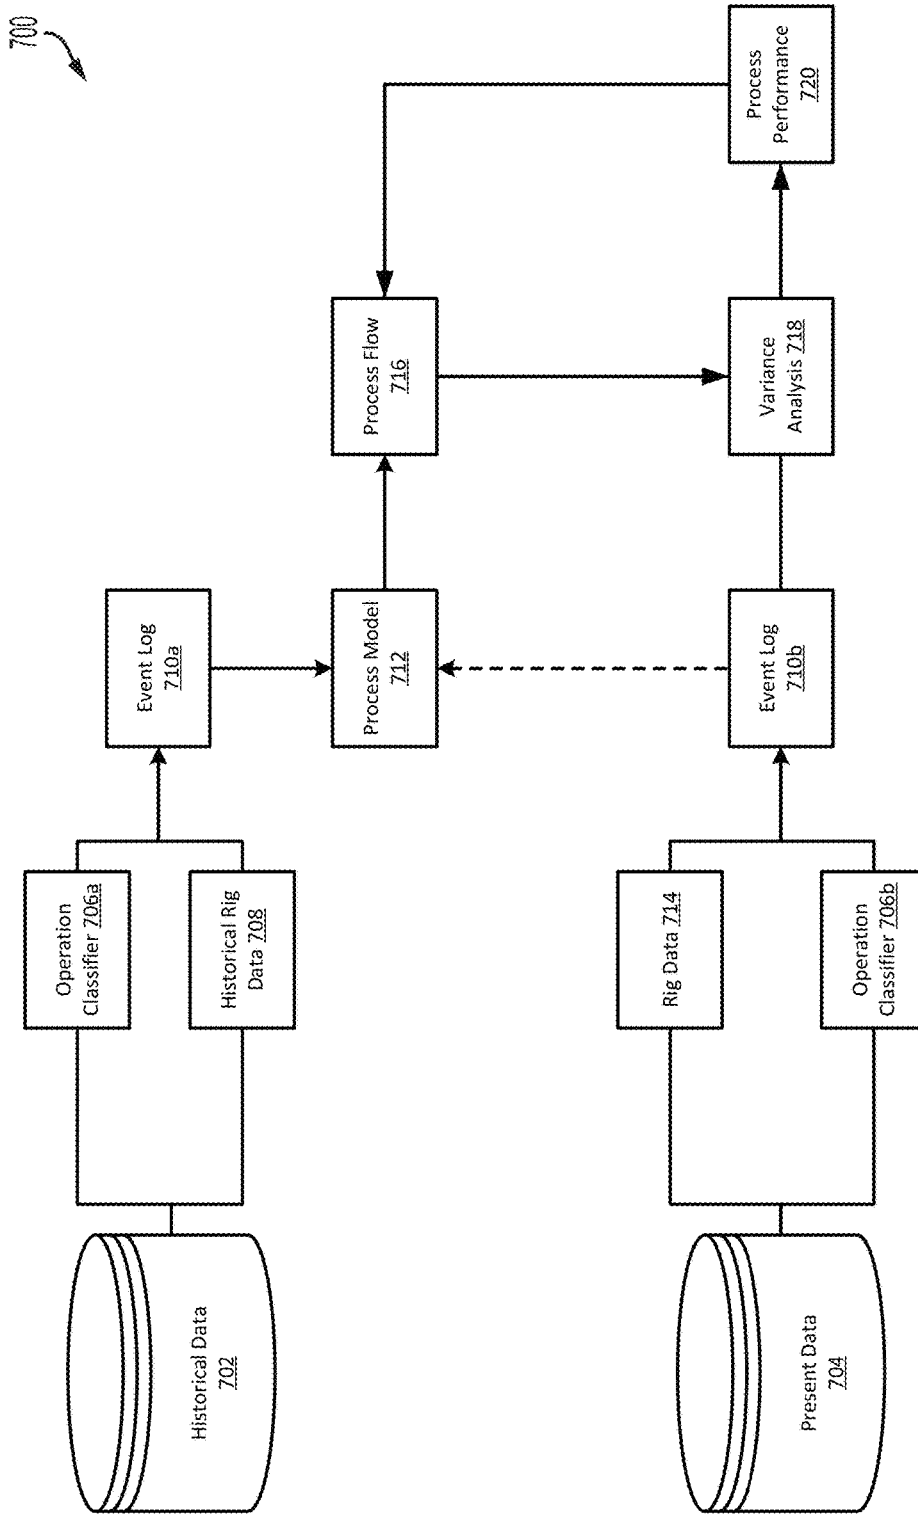 700
Historical Data
702
Operation
Classifier 706a
Historical Rig
Data 708
Event Log
710a
Process Model
712
Process Flow
716
Present Data
704
Rig Data 714
Operation
Classifier 706b
Event Log
710b
Variance
Analysis 718
Process
Performance
720